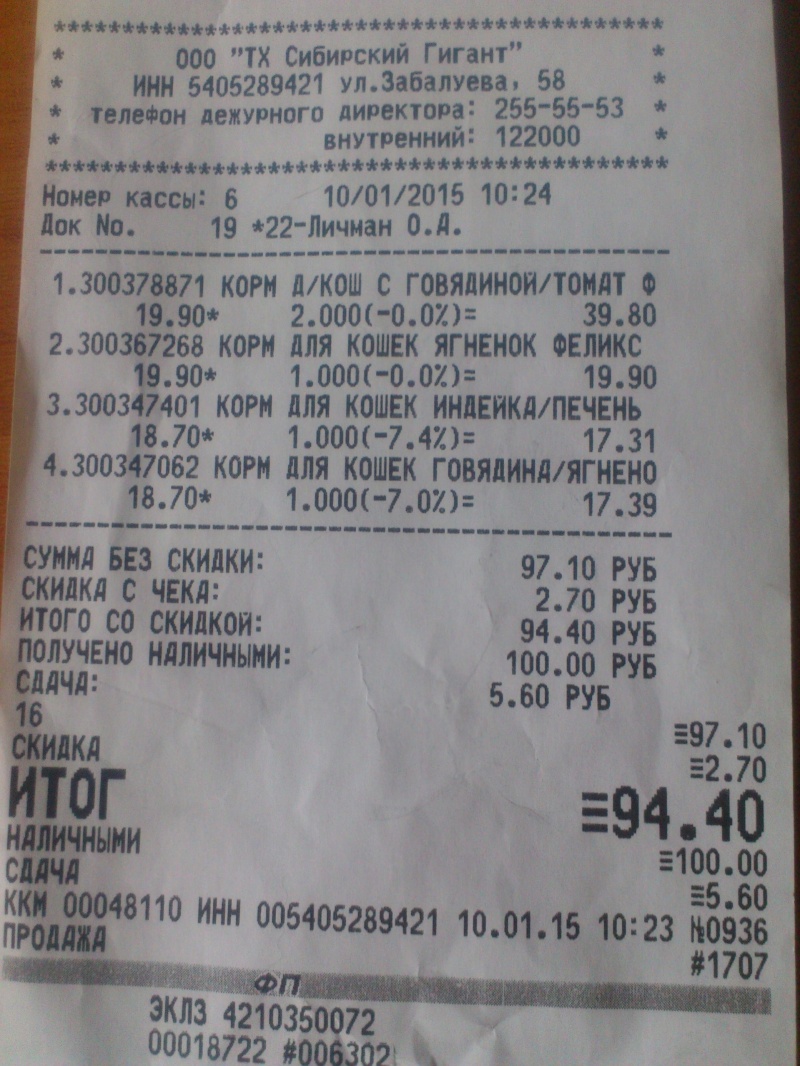 ********************************************
* ООО "ТХ Сибирский Гигант" *
* ИНН 5405289421 ул.Забалуева, 58 *
* телефон дежурного директора: 255-55-53 *
* внутренний: 122000 *
********************************************
Номер кассы: 6 10/01/2015 10:24
Док No. 19 *22-Личман О.А.
--------------------------------------------
1.300378871 КОРМ Д/КОШ С ГОВЯДИНОЙ/ТОМАТ Ф
19.90* 2.000(-0.0%)= 39.80
2.300367268 КОРМ ДЛЯ КОШЕК ЯГНЕНОК ФЕЛИКС
19.90* 1.000(-0.0%)= 19.90
3.300347401 КОРМ ДЛЯ КОШЕК ИНДЕЙКА/ПЕЧЕНЬ
18.70* 1.000(-7.4%)= 17.31
4.300347062 КОРМ ДЛЯ КОШЕК ГОВЯДИНА/ЯГНЕНО
18.70* 1.000(-7.0%)= 17.39
--------------------------------------------
СУММА БЕЗ СКИДКИ: 97.10 РУБ
СКИДКА С ЧЕКА: 2.70 РУБ
ИТОГО СО СКИДКОЙ: 94.40 РУБ
ПОЛУЧЕНО НАЛИЧНЫМИ: 100.00 РУБ
СДАЧА: 5.60 РУБ
16 ≡97.10
СКИДКА ≡2.70
ИТОГ ≡94.40
НАЛИЧНЫМИ ≡100.00
СДАЧА ≡5.60
ККМ 00048110 ИНН 005405289421 10.01.15 10:23 №0936
ПРОДАЖА #1707
ФП
ЭКЛЗ 4210350072
00018722 #006302